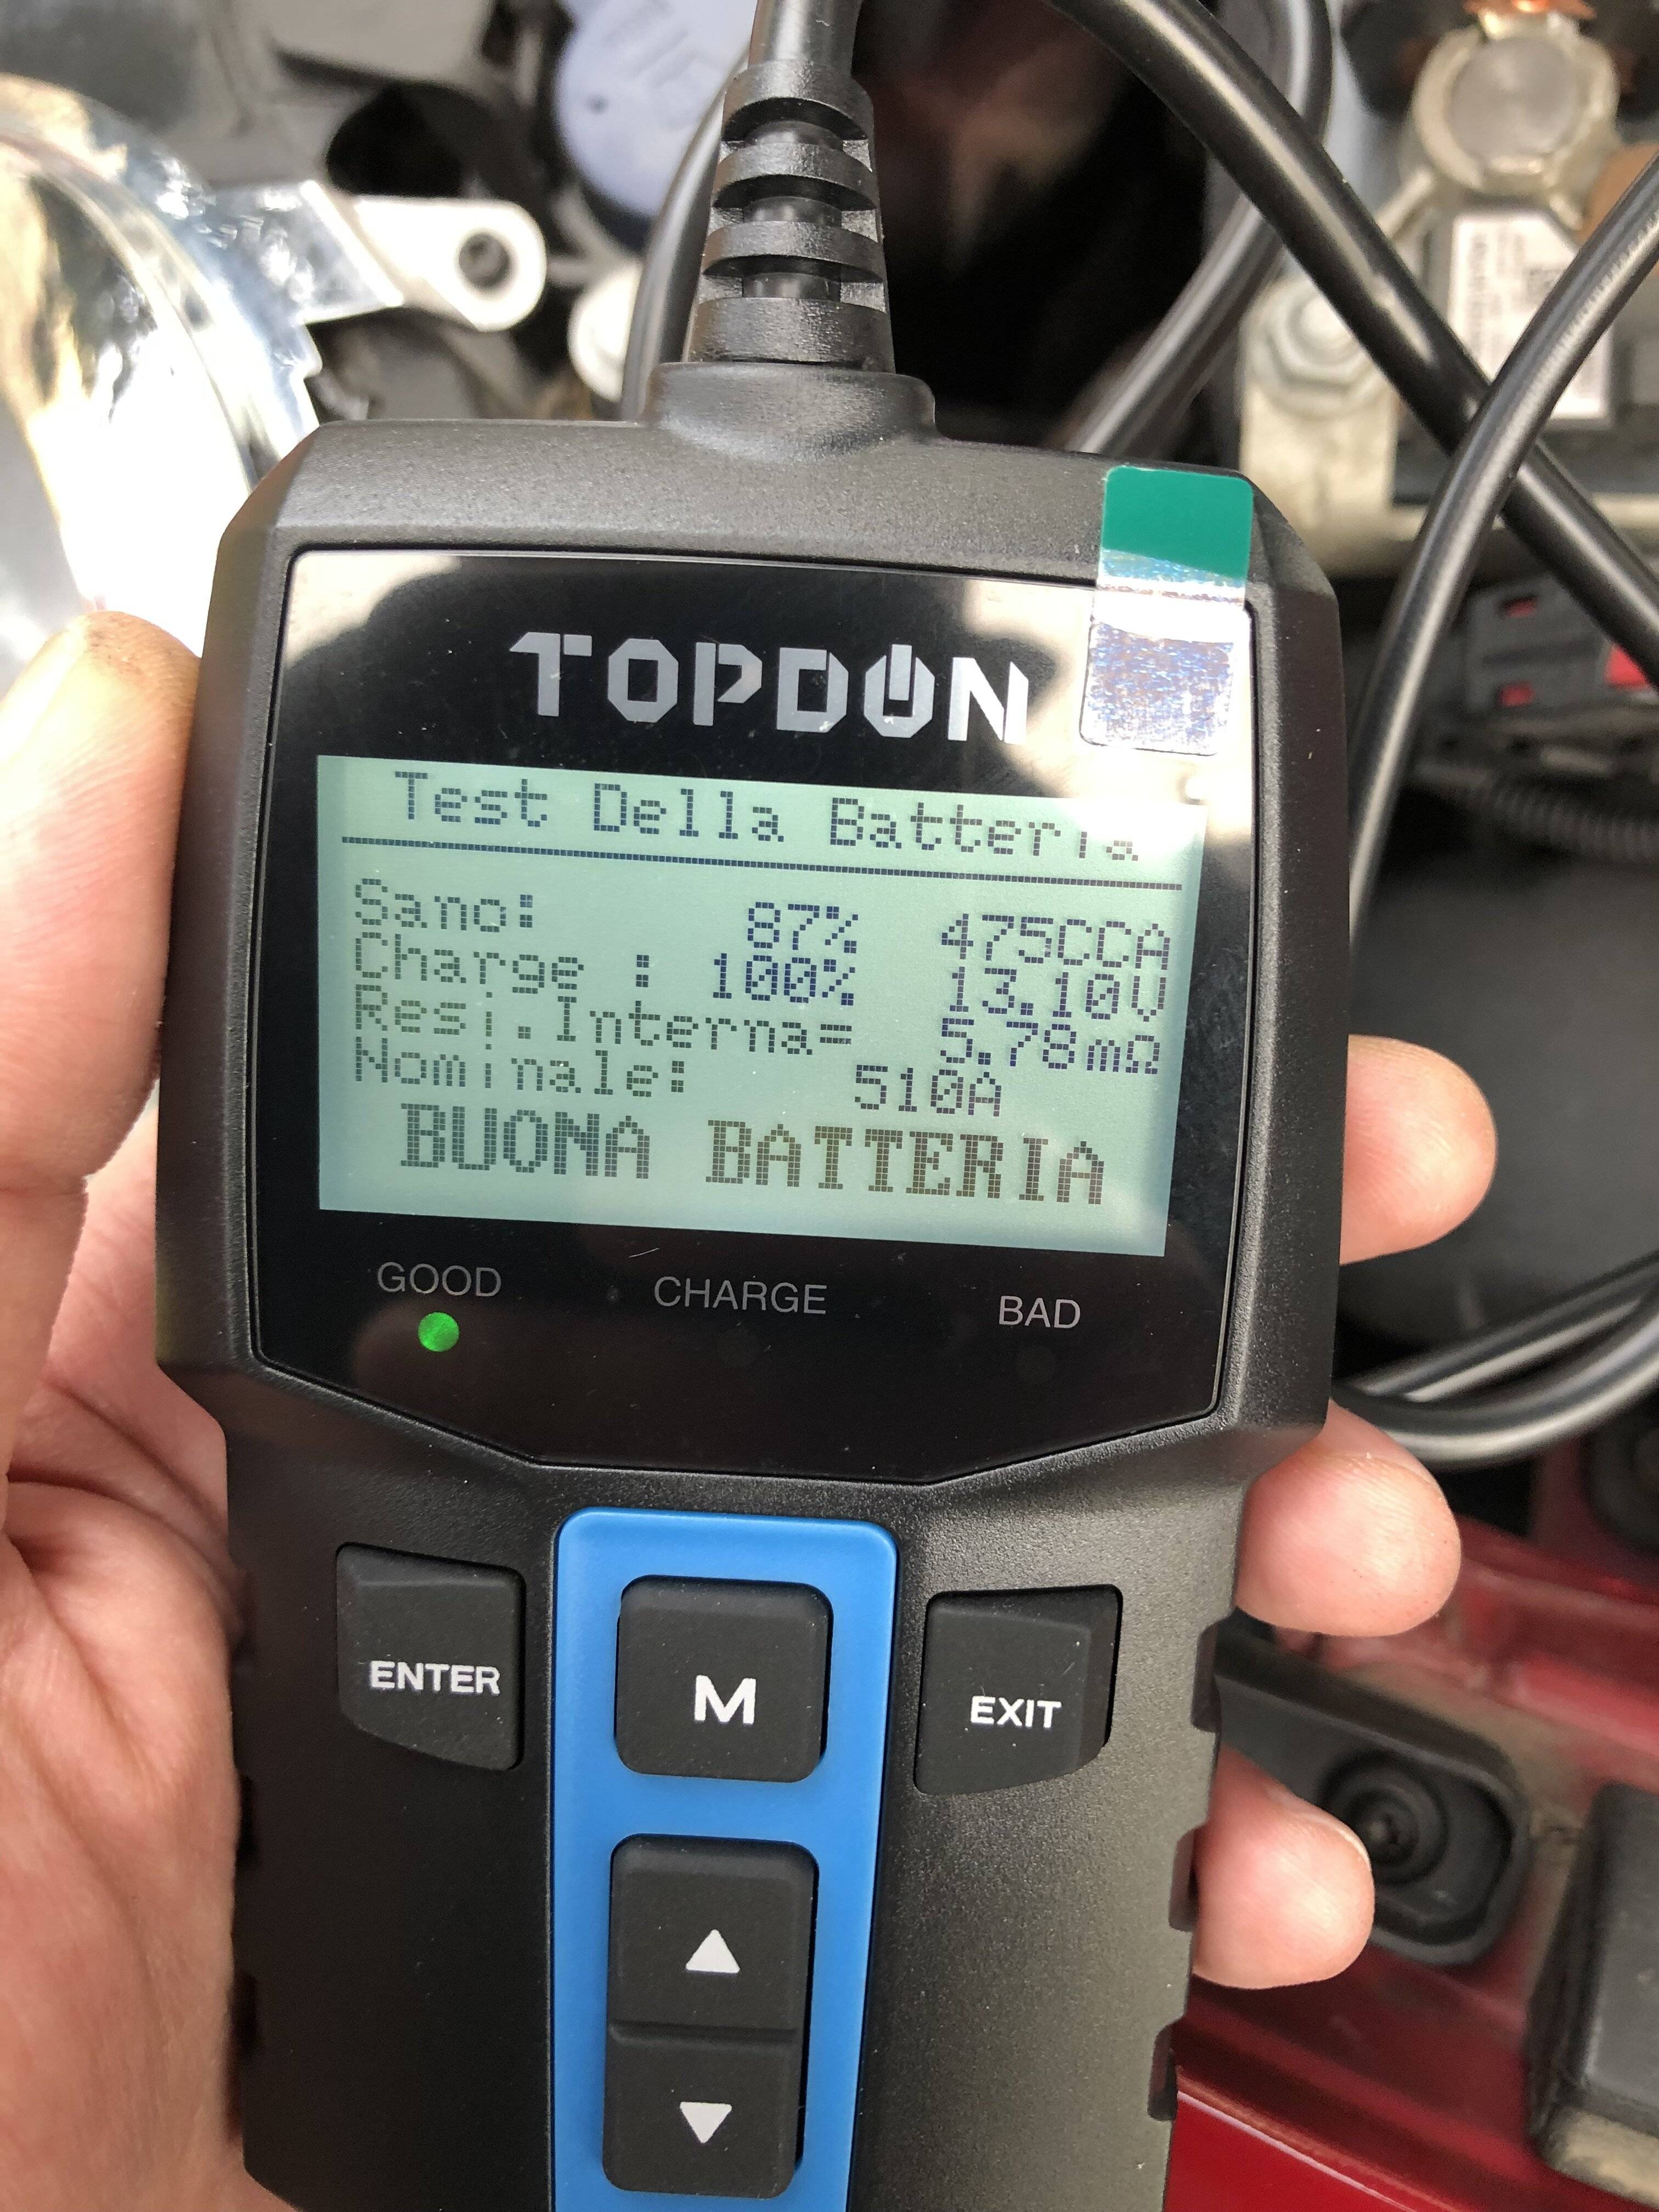 TOPDON
Test Della Batteria
Sano: 87% 475CCA
Charge : 100% 13.10V
Resi.Interna= 5.78mΩ
Nominale: 510A
BUONA BATTERIA
GOOD CHARGE BAD
ENTER M EXIT